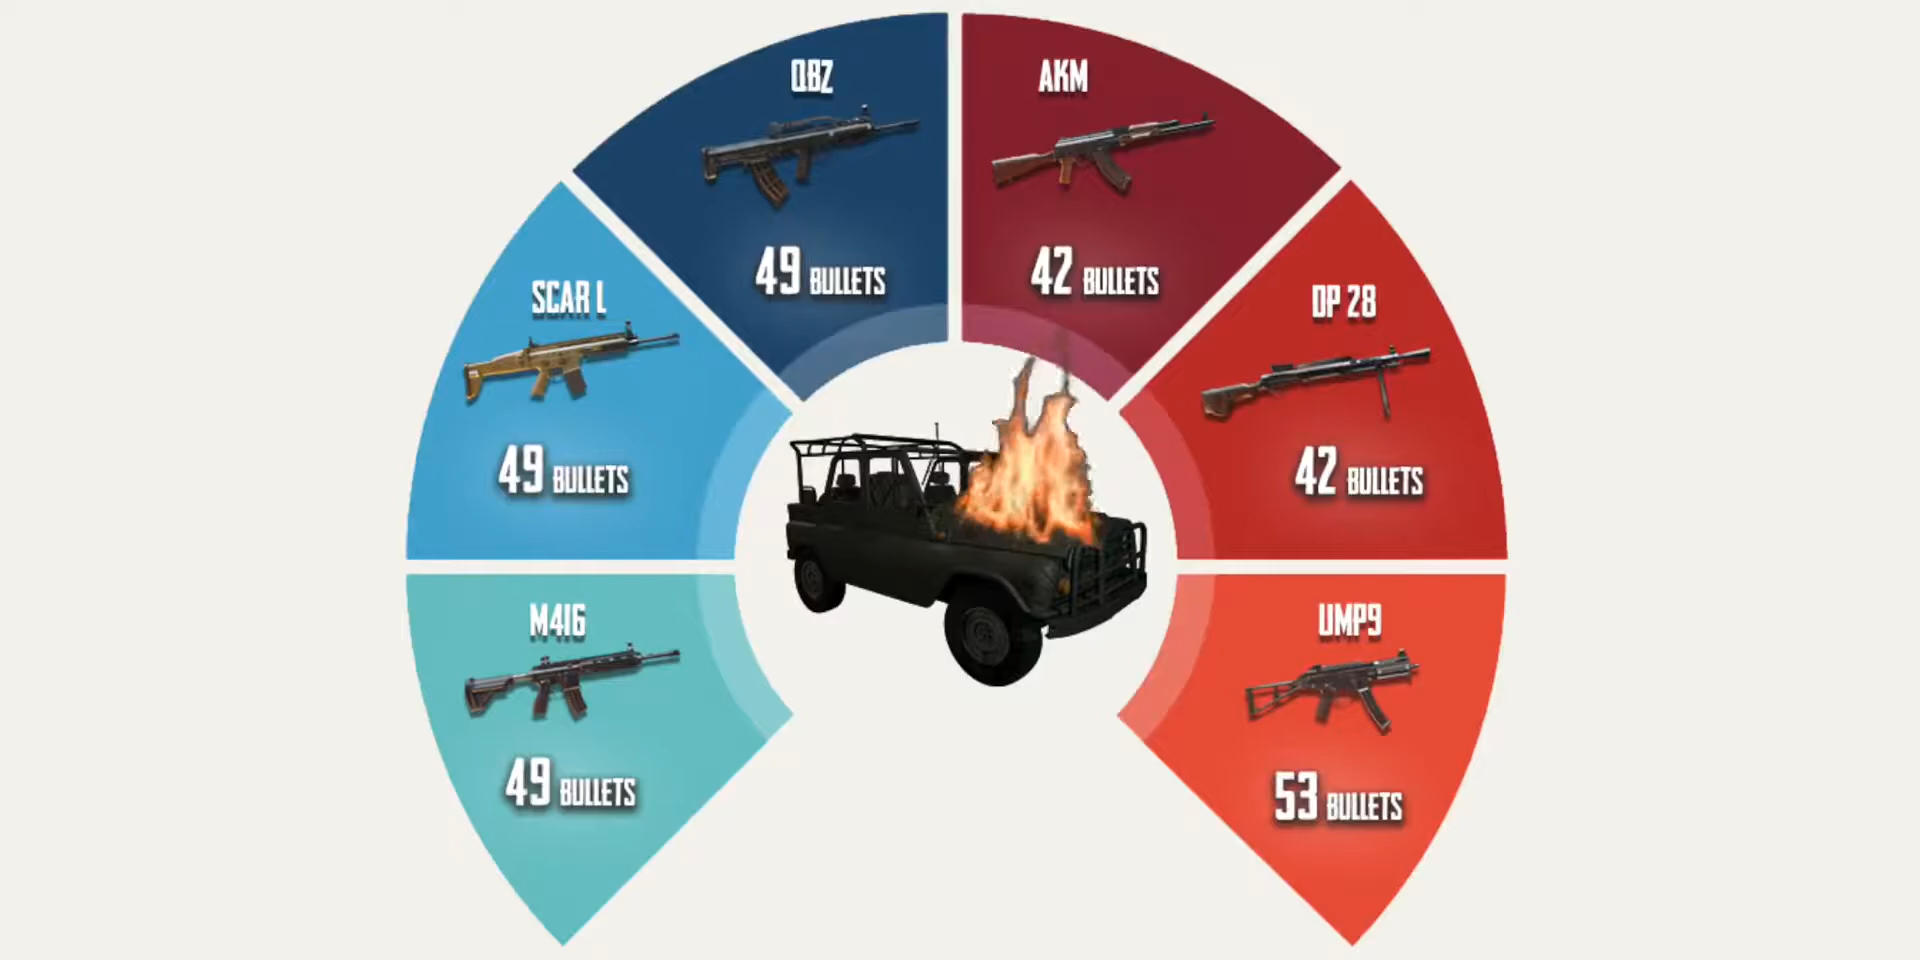 QBZ
49 BULLETS
AKM
42 BULLETS
SCAR L
49 BULLETS
DP 28
42 BULLETS
M416
49 BULLETS
UMP9
53 BULLETS